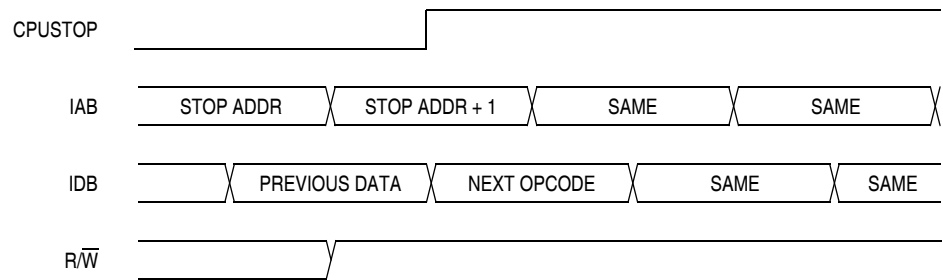 CPUSTOP
IAB STOP ADDR STOP ADDR + 1 SAME SAME
IDB PREVIOUS DATA NEXT OPCODE SAME SAME
R/W̅